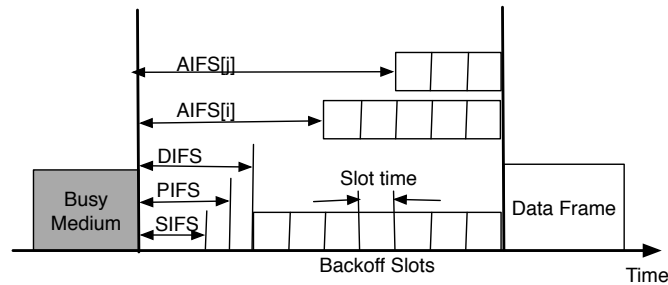 AIFS[j]
AIFS[i]
DIFS
PIFS
SIFS
Slot time
Busy
Medium
Data Frame
Backoff Slots
Time